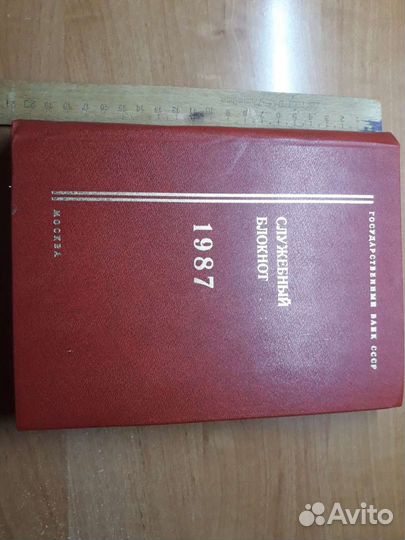 ГОСУДАРСТВЕННЫЙ БАНК СССР
СЛУЖЕБНЫЙ
БЛОКНОТ
1987
МОСКВА
Avito